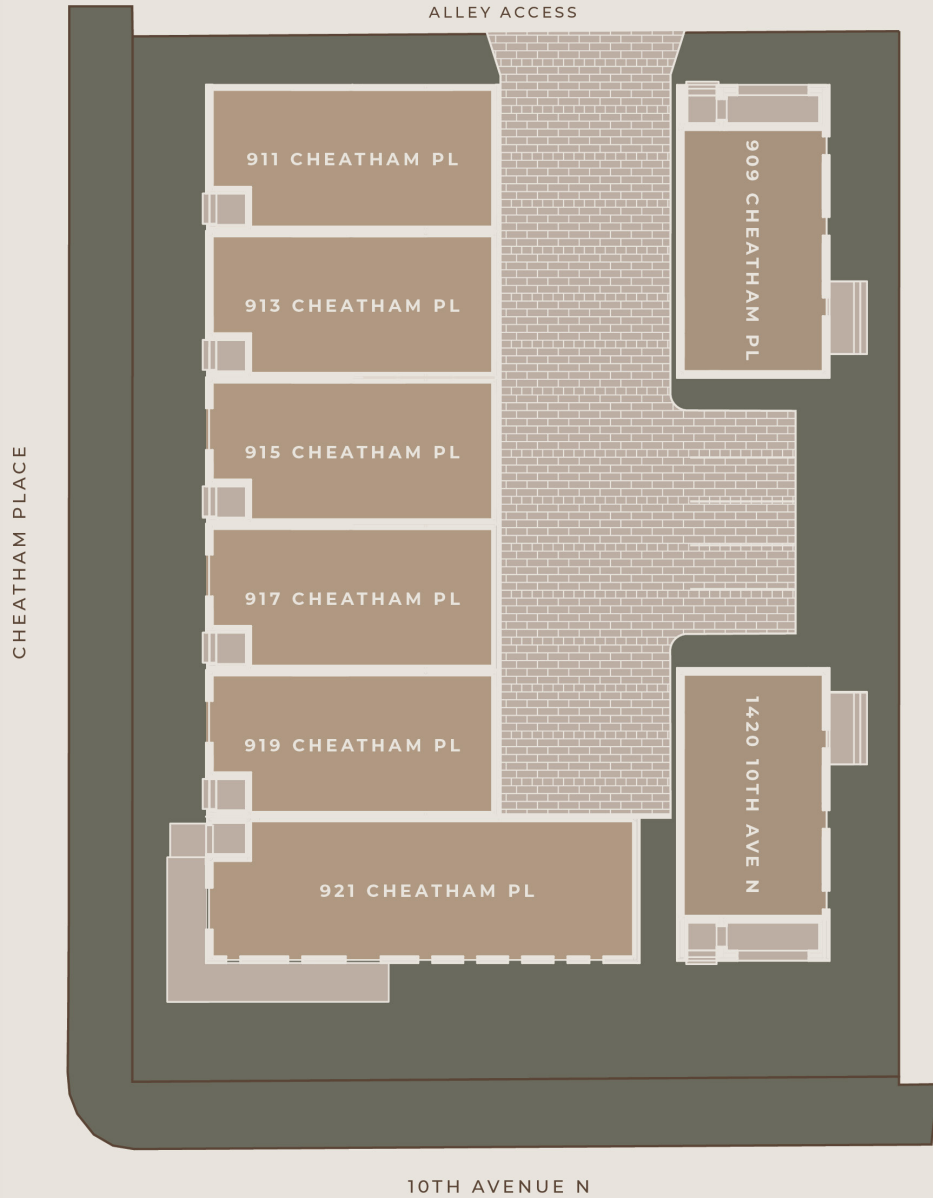 ALLEY ACCESS
911 CHEATHAM PL
909 CHEATHAM PL
913 CHEATHAM PL
915 CHEATHAM PL
CHEATHAM PLACE
917 CHEATHAM PL
919 CHEATHAM PL
1420 10TH AVE N
921 CHEATHAM PL
10TH AVENUE N